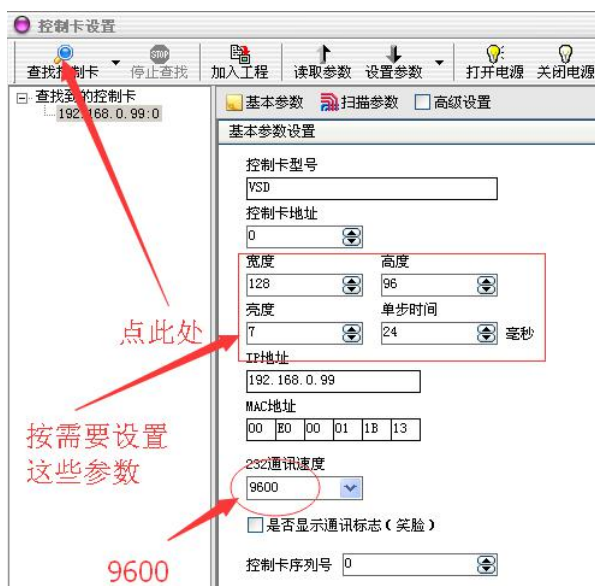 控制卡设置
STOP
查找控制卡 停止查找 加入工程 读取参数 设置参数 打开电源 关闭电源
查找到的控制卡
192.168.0.99:0
基本参数 扫描参数 高级设置
基本参数设置
控制卡型号
VSD
控制卡地址
0
宽度 高度
128 96
亮度 单步时间
7 24 毫秒
IP地址
192.168.0.99
MAC地址
00 E0 00 01 1B 13
232通讯速度
9600
是否显示通讯标志(笑脸)
控制卡序列号 0
点此处
按需要设置
这些参数
9600